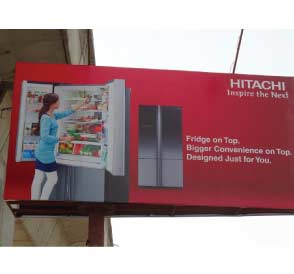 HITACHI
Inspire the Next
Fridge on Top.
Bigger Convenience on Top.
Designed Just for You.